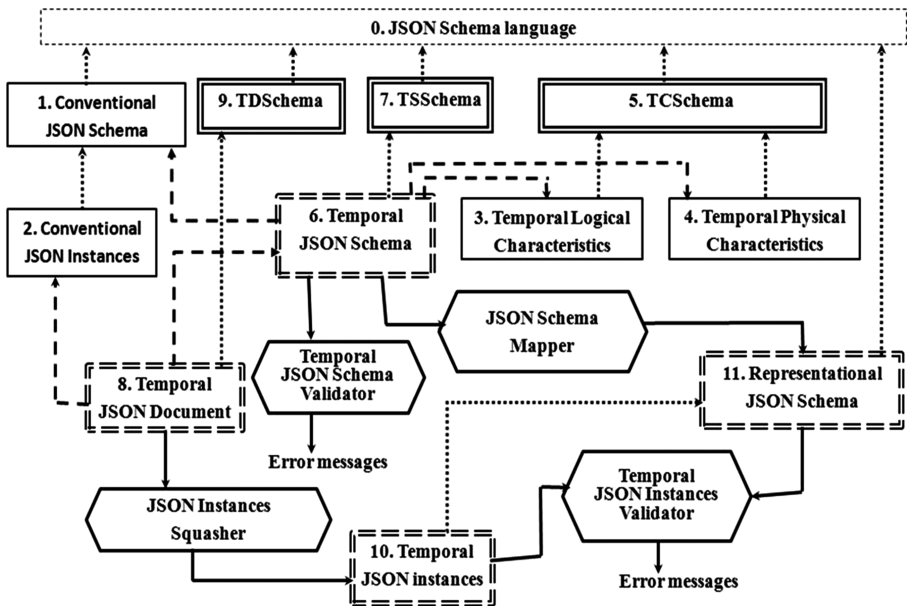 0. JSON Schema language
1. Conventional
JSON Schema
9. TDSchema
7. TSSchema
5. TCSchema
2. Conventional
JSON Instances
6. Temporal
JSON Schema
3. Temporal Logical
Characteristics
4. Temporal Physical
Characteristics
JSON Schema
Mapper
Temporal
JSON Schema
Validator
8. Temporal
JSON Document
11. Representational
JSON Schema
Error messages
JSON Instances
Squasher
Temporal
JSON Instances
Validator
10. Temporal
JSON instances
Error messages